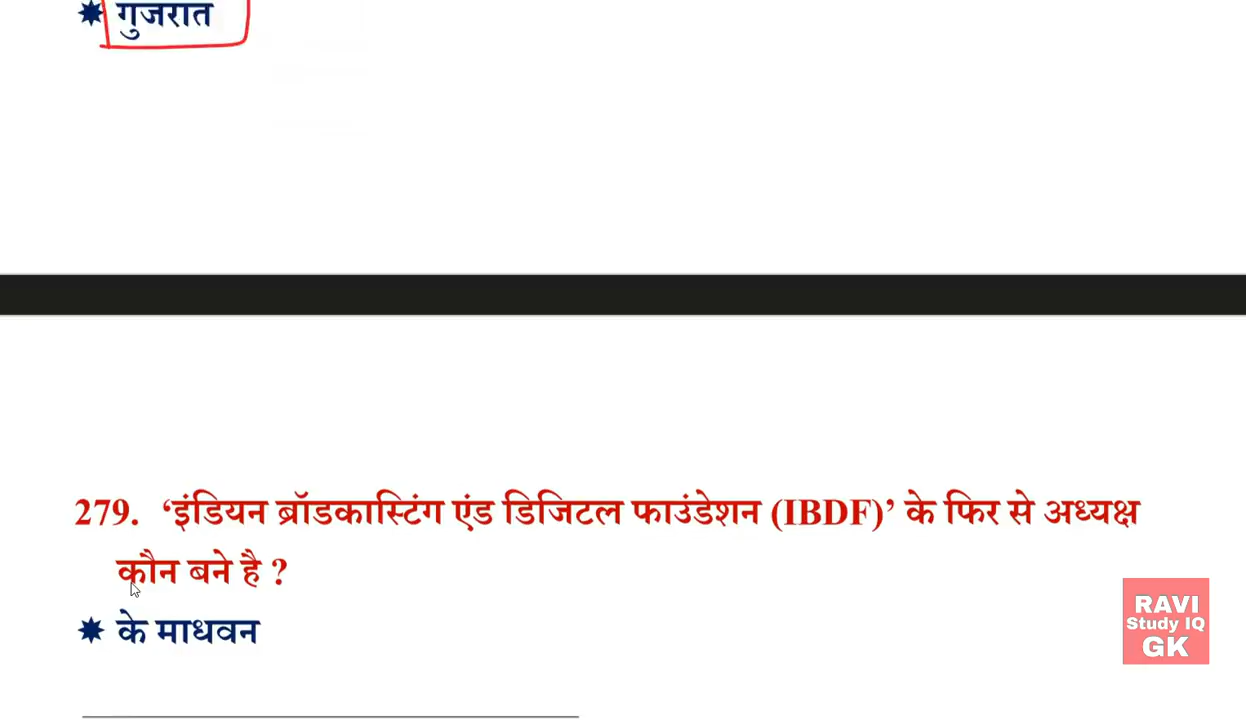 ✷ गुजरात
279. ‘इंडियन ब्रॉडकास्टिंग एंड डिजिटल फाउंडेशन (IBDF)’ के फिर से अध्यक्ष
कौन बने है ?
✷ के माधवन
RAVI
Study IQ
GK